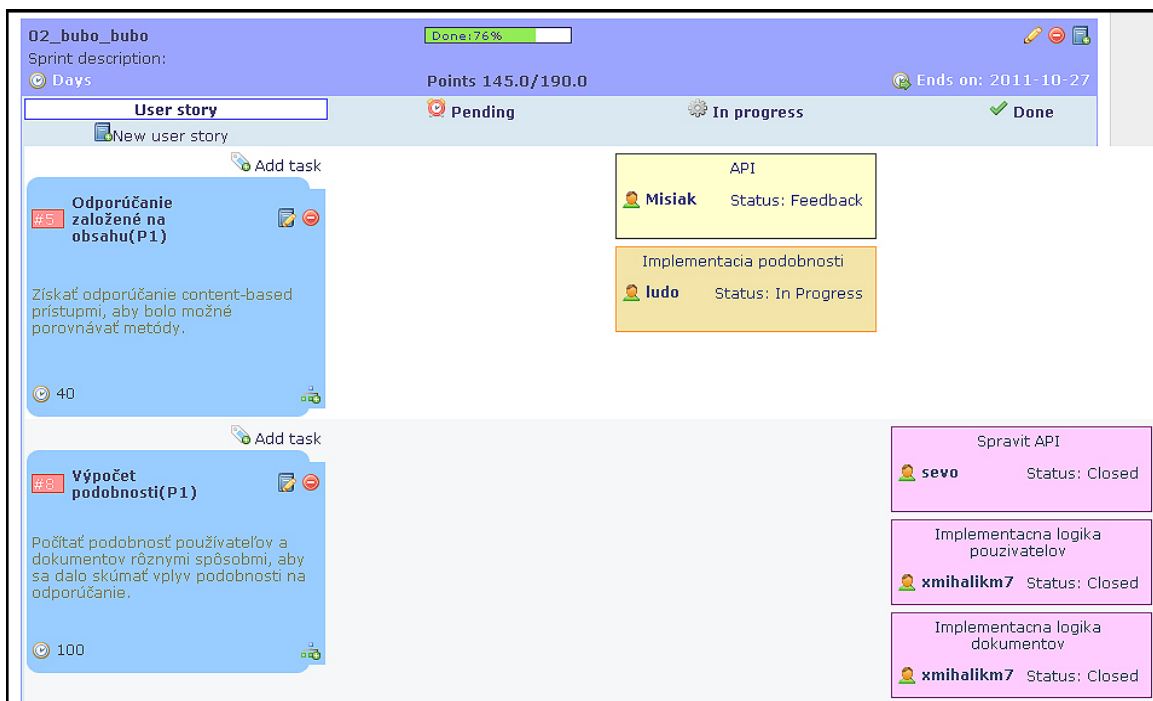 02_bubo_bubo
Done:76%
Sprint description:
Days
Points 145.0/190.0
Ends on: 2011-10-27
User story
Pending
In progress
Done
New user story
Add task
#5
Odporúčanie
založené na
obsahu(P1)
Získať odporúčanie content-based
prístupmi, aby bolo možné
porovnávať metódy.
40
API
Misiak Status: Feedback
Implementacia podobnosti
ludo Status: In Progress
Add task
#8
Výpočet
podobnosti(P1)
Počítať podobnosť používateľov a
dokumentov rôznymi spôsobmi, aby
sa dalo skúmať vplyv podobnosti na
odporúčanie.
100
Spravit API
sevo Status: Closed
Implementacna logika
pouzivatelov
xmihalikm7 Status: Closed
Implementacna logika
dokumentov
xmihalikm7 Status: Closed